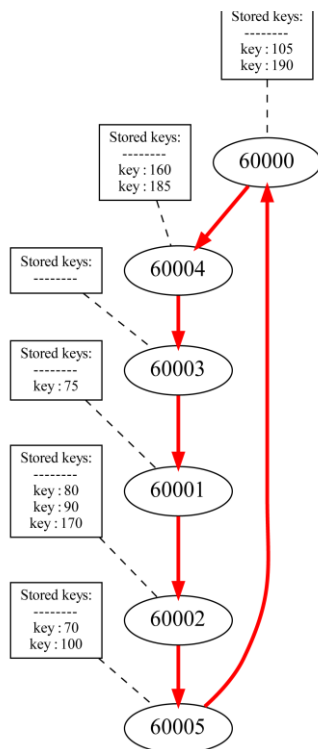 Stored keys:
--------
key : 105
key : 190
60000
Stored keys:
--------
key : 160
key : 185
60004
Stored keys:
--------
60003
Stored keys:
--------
key : 75
60001
Stored keys:
--------
key : 80
key : 90
key : 170
60002
Stored keys:
--------
key : 70
key : 100
60005